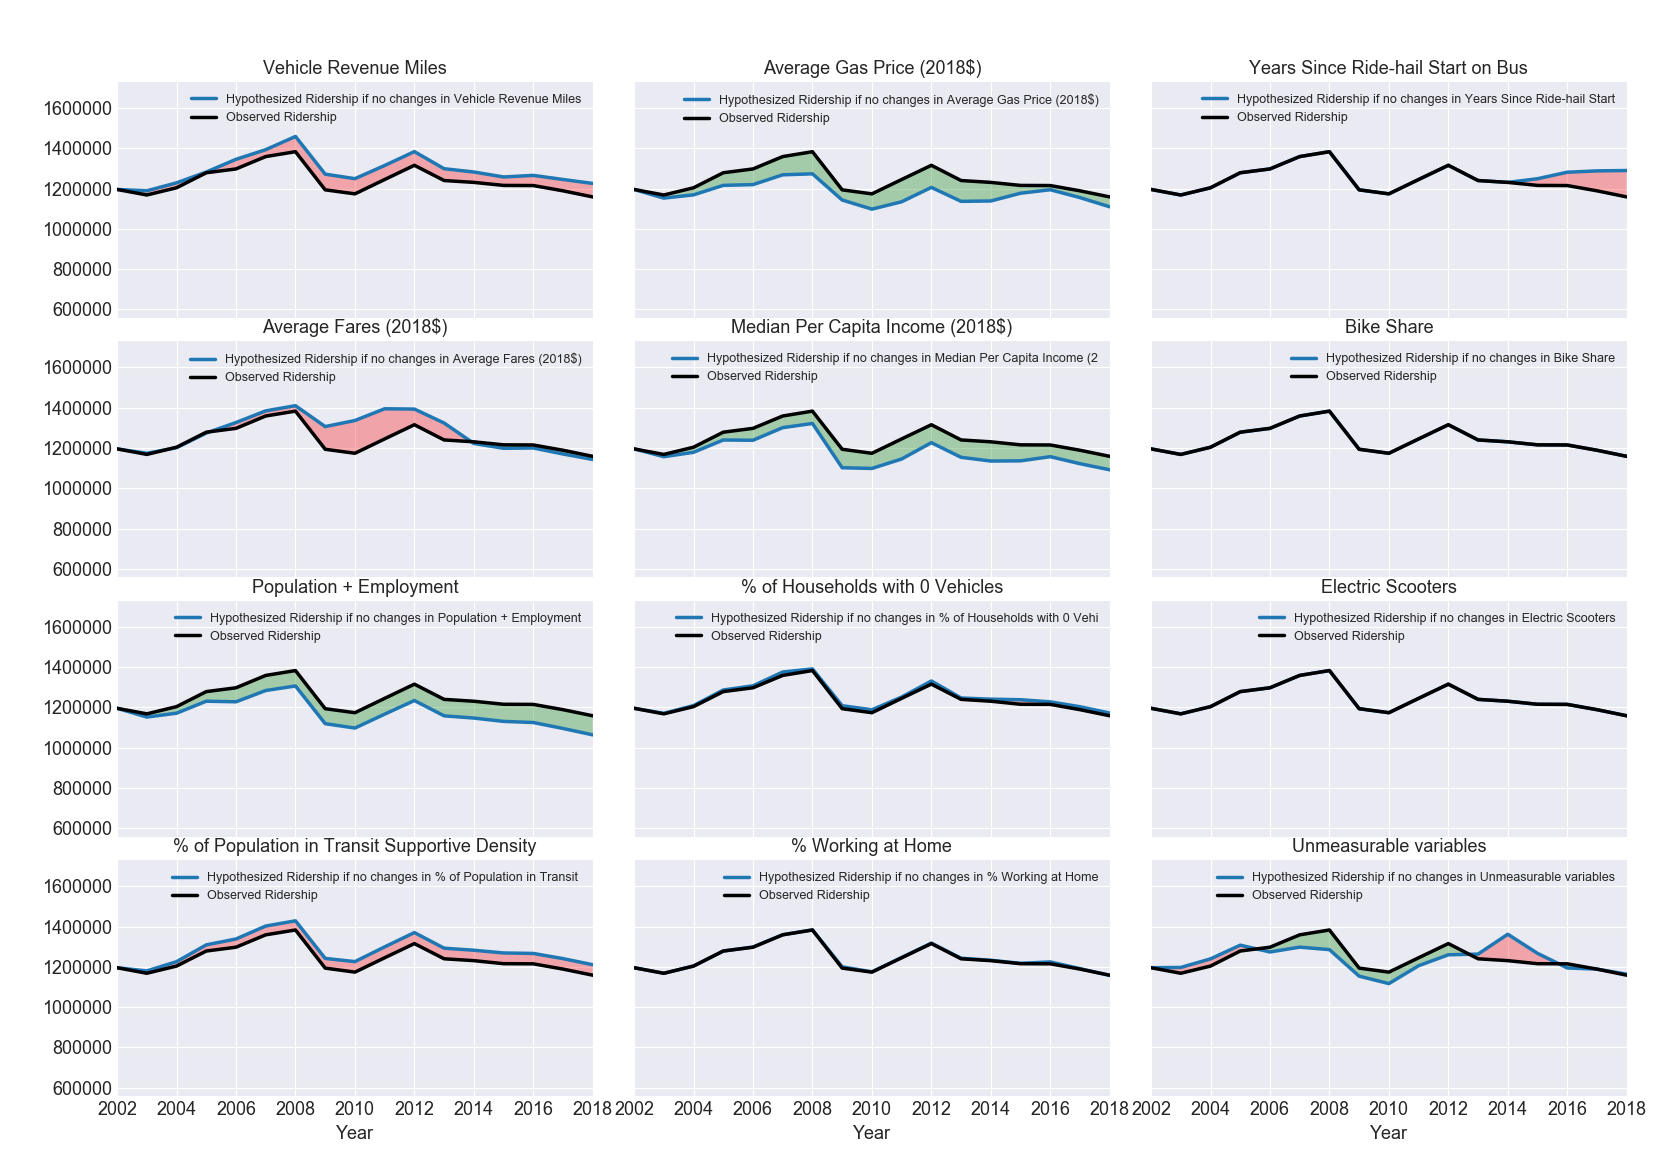 Vehicle Revenue Miles
Hypothesized Ridership if no changes in Vehicle Revenue Miles
Observed Ridership
1600000
1400000
1200000
1000000
800000
600000
Average Gas Price (2018$)
Hypothesized Ridership if no changes in Average Gas Price (2018$)
Observed Ridership
Years Since Ride-hail Start on Bus
Hypothesized Ridership if no changes in Years Since Ride-hail Start
Observed Ridership
Average Fares (2018$)
Hypothesized Ridership if no changes in Average Fares (2018$)
Observed Ridership
1600000
1400000
1200000
1000000
800000
600000
Median Per Capita Income (2018$)
Hypothesized Ridership if no changes in Median Per Capita Income (2
Observed Ridership
Bike Share
Hypothesized Ridership if no changes in Bike Share
Observed Ridership
Population + Employment
Hypothesized Ridership if no changes in Population + Employment
Observed Ridership
1600000
1400000
1200000
1000000
800000
600000
% of Households with 0 Vehicles
Hypothesized Ridership if no changes in % of Households with 0 Vehi
Observed Ridership
Electric Scooters
Hypothesized Ridership if no changes in Electric Scooters
Observed Ridership
% of Population in Transit Supportive Density
Hypothesized Ridership if no changes in % of Population in Transit
Observed Ridership
1600000
1400000
1200000
1000000
800000
600000
2002 2004 2006 2008 2010 2012 2014 2016 2018
Year
% Working at Home
Hypothesized Ridership if no changes in % Working at Home
Observed Ridership
2002 2004 2006 2008 2010 2012 2014 2016 2018
Year
Unmeasurable variables
Hypothesized Ridership if no changes in Unmeasurable variables
Observed Ridership
2002 2004 2006 2008 2010 2012 2014 2016 2018
Year